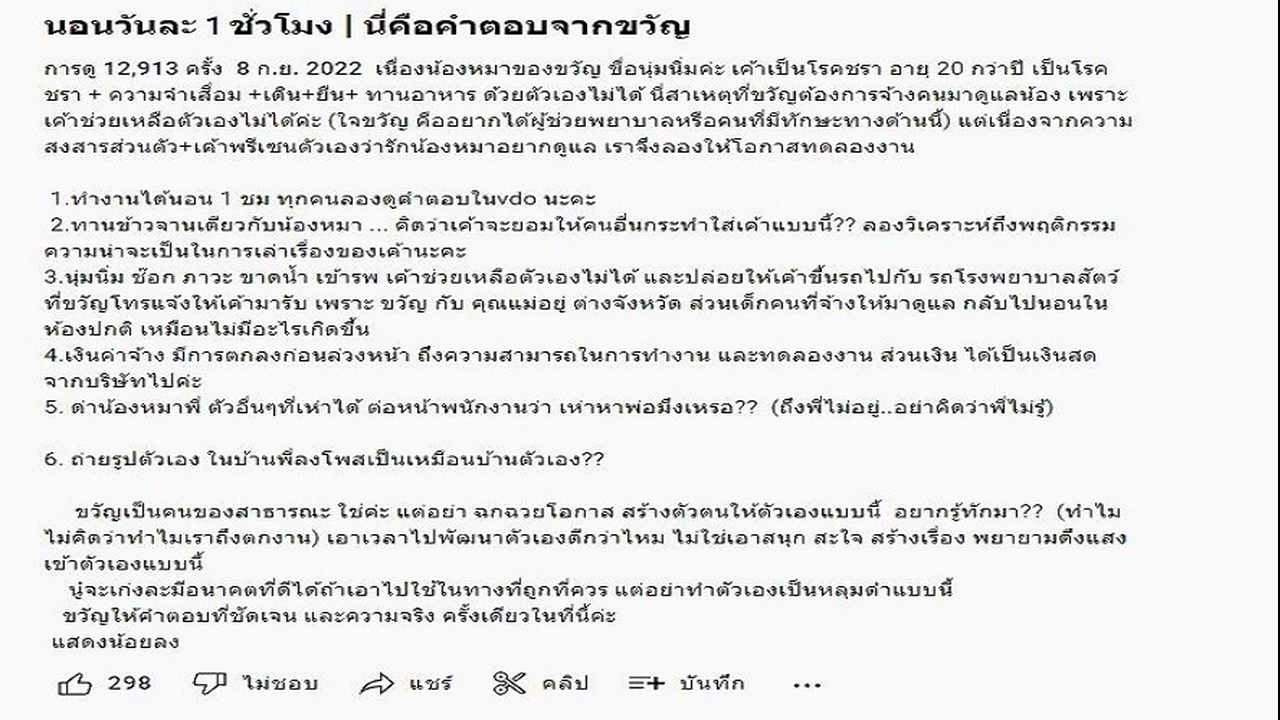 นอนวันละ 1 ชั่วโมง | นี่คือคำตอบจากขวัญ
การดู 12,913 ครั้ง 8 ก.ย. 2022 เนื่องน้องหมาของขวัญ ชื่อนุ่มนิ่มค่ะ เค้าเป็นโรคชรา อายุ 20 กว่าปี เป็นโรค
ชรา + ความจำเสื่อม +เดิน+ยืน+ ทานอาหาร ด้วยตัวเองไม่ได้ นี่สาเหตุที่ขวัญต้องการจ้างคนมาดูแลน้อง เพราะ
เค้าช่วยเหลือตัวเองไม่ได้ค่ะ (ใจขวัญ คืออยากได้ผู้ช่วยพยาบาลหรือคนที่มีทักษะทางด้านนี้) แต่เนื่องจากความ
สงสารส่วนตัว+เค้าพรีเซนตัวเองว่ารักน้องหมาอยากดูแล เราจึงลองให้โอกาสทดลองงาน
1.ทำงานได้นอน 1 ชม ทุกคนลองดูคำตอบในvdo นะคะ
2.ทานข้าวจานเดียวกับน้องหมา ... คิดว่าเค้าจะยอมให้คนอื่นกระทำใส่เค้าแบบนี้?? ลองวิเคราะห์ถึงพฤติกรรม
ความน่าจะเป็นในการเล่าเรื่องของเค้านะคะ
3.นุ่มนิ่ม ช๊อก ภาวะ ขาดน้ำ เข้ารพ เค้าช่วยเหลือตัวเองไม่ได้ และปล่อยให้เค้าขึ้นรถไปกับ รถโรงพยาบาลสัตว์
ที่ขวัญโทรแจ้งให้เค้ามารับ เพราะ ขวัญ กับ คุณแม่อยู่ ต่างจังหวัด ส่วนเด็กคนที่จ้างให้มาดูแล กลับไปนอนใน
ห้องปกติ เหมือนไม่มีอะไรเกิดขึ้น
4.เงินค่าจ้าง มีการตกลงก่อนล่วงหน้า ถึงความสามารถในการทำงาน และทดลองงาน ส่วนเงิน ได้เป็นเงินสด
จากบริษัทไปค่ะ
5. ด่าน้องหมาพี่ ตัวอื่นๆที่เห่าได้ ต่อหน้าพนักงานว่า เห่าหาพ่อมึงเหรอ?? (ถึงพี่ไม่อยู่..อย่าคิดว่าพี่ไม่รู้)
6. ถ่ายรูปตัวเอง ในบ้านพี่ลงโพสเป็นเหมือนบ้านตัวเอง??
ขวัญเป็นคนของสาธารณะ ใช่ค่ะ แต่อย่า ฉกฉวยโอกาส สร้างตัวตนให้ตัวเองแบบนี้ อยากรู้ทักมา?? (ทำไม
ไม่คิดว่าทำไมเราถึงตกงาน) เอาเวลาไปพัฒนาตัวเองดีกว่าไหม ไม่ใช่เอาสนุก สะใจ สร้างเรื่อง พยายามดึงแสง
เข้าตัวเองแบบนี้
นู๋จะเก่งละมีอนาคตที่ดีได้ถ้าเอาไปใช้ในทางที่ถูกที่ควร แต่อย่าทำตัวเองเป็นหลุมดำแบบนี้
ขวัญให้คำตอบที่ชัดเจน และความจริง ครั้งเดียวในที่นี้ค่ะ
แสดงน้อยลง
298 ไม่ชอบ แชร์ คลิป บันทึก ...